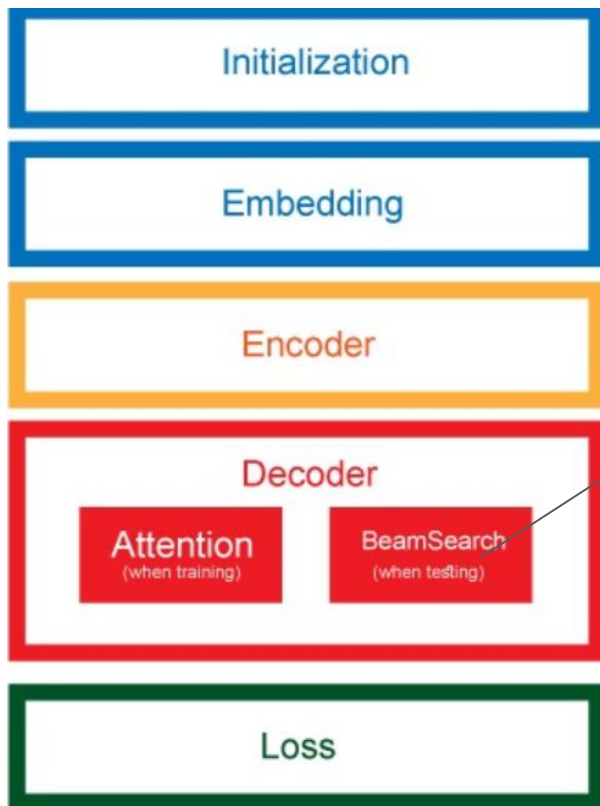 Initialization
Embedding
Encoder
Decoder
Attention
(when training)
BeamSearch
(when testing)
Loss